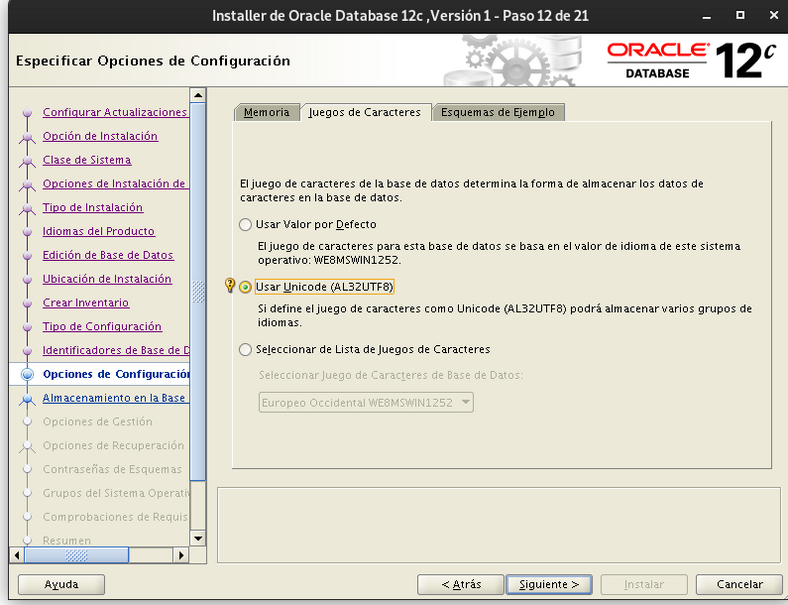 Installer de Oracle Database 12c ,Versión 1 - Paso 12 de 21
Especificar Opciones de Configuración
ORACLE
DATABASE
12c
Configurar Actualizaciones
Opción de Instalación
Clase de Sistema
Opciones de Instalación de
Tipo de Instalación
Idiomas del Producto
Edición de Base de Datos
Ubicación de Instalación
Crear Inventario
Tipo de Configuración
Identificadores de Base de D
Opciones de Configuración
Almacenamiento en la Base
Opciones de Gestión
Opciones de Recuperación
Contraseñas de Esquemas
Grupos del Sistema Operati
Comprobaciones de Requis
Resumen
Memoria
Juegos de Caracteres
Esquemas de Ejemplo
El juego de caracteres de la base de datos determina la forma de almacenar los datos de
caracteres en la base de datos.
Usar Valor por Defecto
El juego de caracteres para esta base de datos se basa en el valor de idioma de este sistema
operativo: WE8MSWIN1252.
Usar Unicode (AL32UTF8)
Si define el juego de caracteres como Unicode (AL32UTF8) podrá almacenar varios grupos de
idiomas.
Seleccionar de Lista de Juegos de Caracteres
Seleccionar Juego de Caracteres de Base de Datos:
Europeo Occidental WE8MSWIN1252
Ayuda
< Atrás
Siguiente >
Instalar
Cancelar